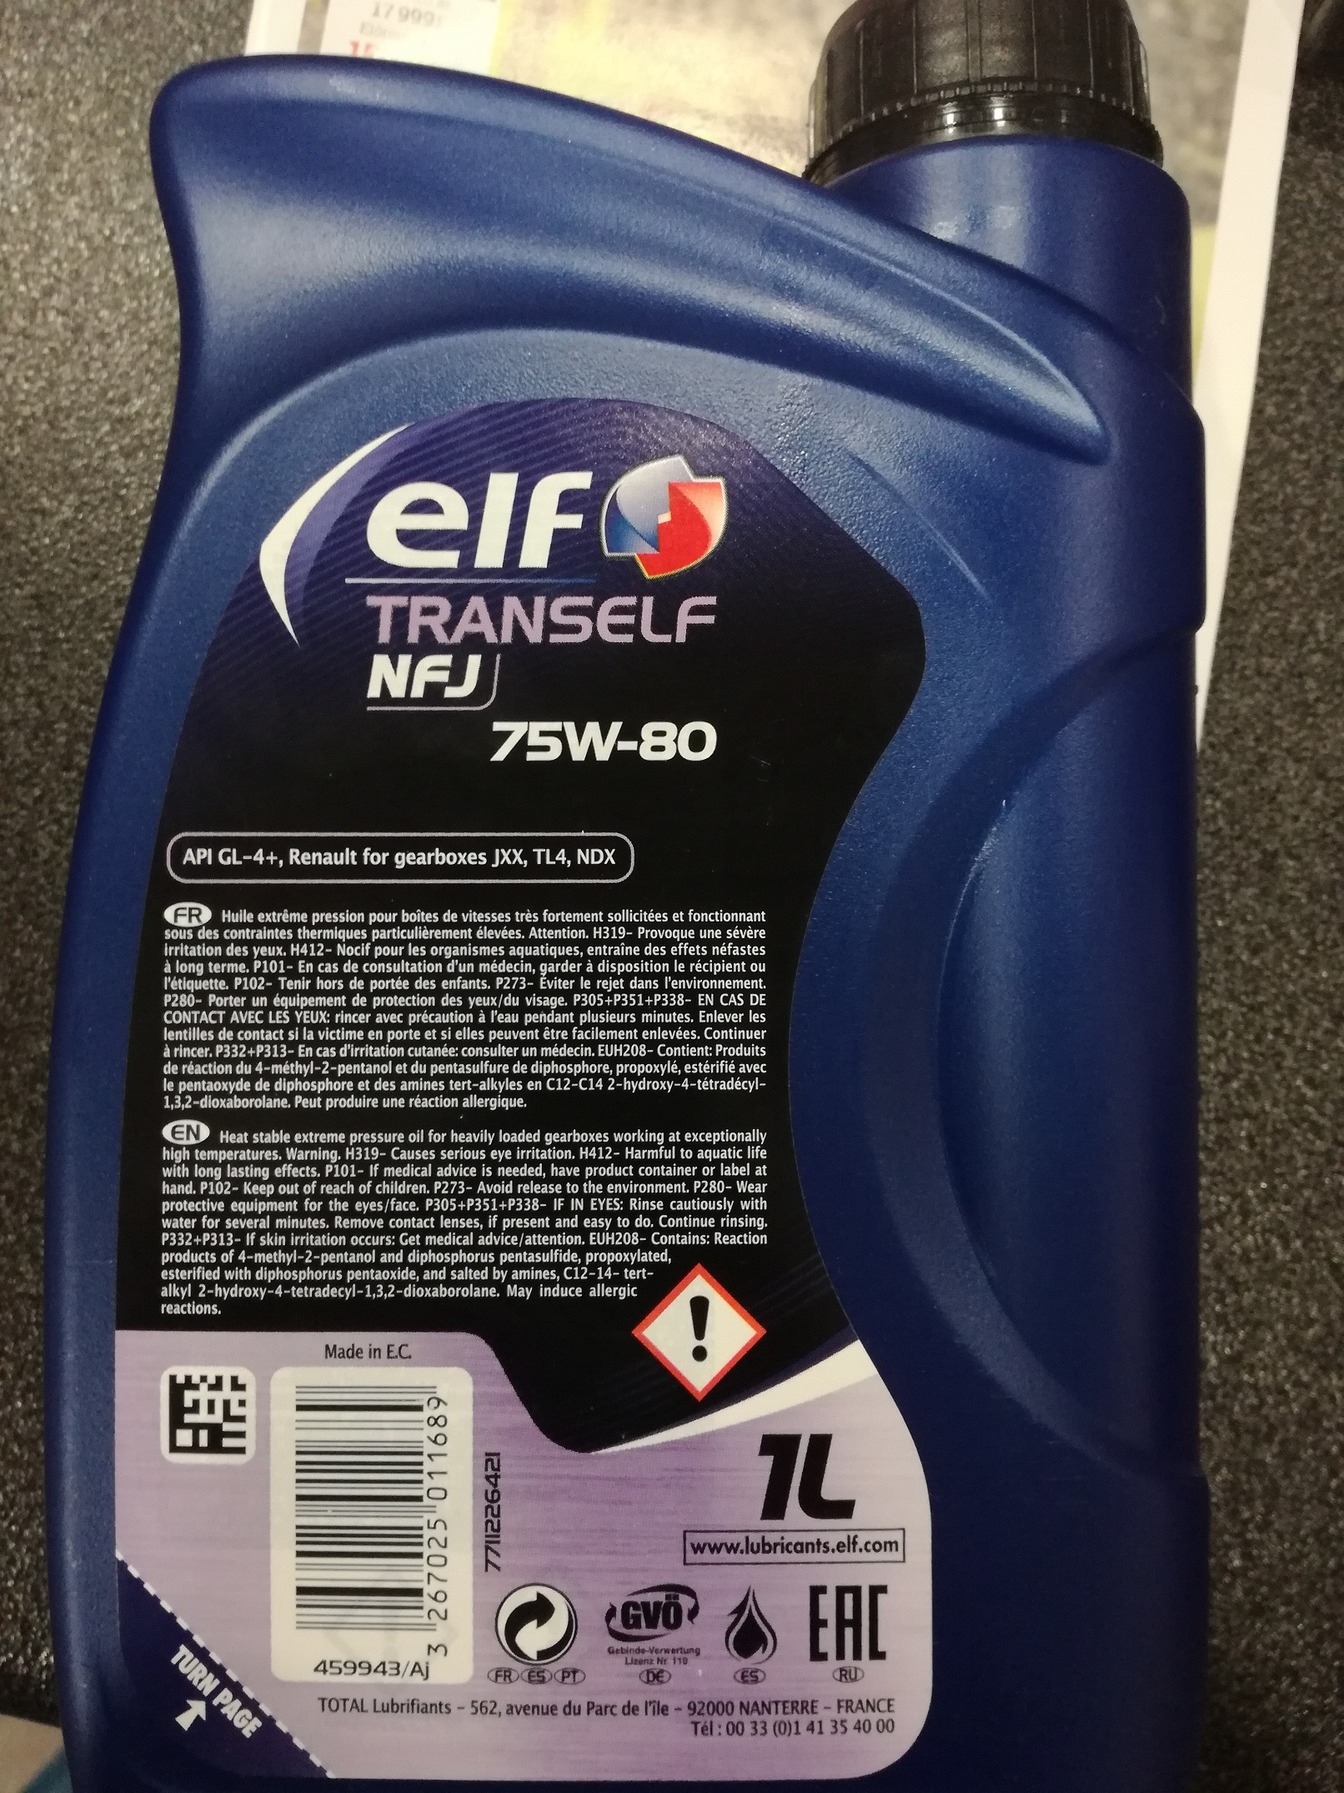 17 999
elf
TRANSELF
NFJ
75W-80
API GL-4+, Renault for gearboxes JXX, TL4, NDX
FR Huile extrême pression pour boîtes de vitesses très fortement sollicitées et fonctionnant
sous des contraintes thermiques particulièrement élevées. Attention. H319- Provoque une sévère
irritation des yeux. H412- Nocif pour les organismes aquatiques, entraîne des effets néfastes
à long terme. P101- En cas de consultation d'un médecin, garder à disposition le récipient ou
l'étiquette. P102- Tenir hors de portée des enfants. P273- Éviter le rejet dans l'environnement.
P280- Porter un équipement de protection des yeux/du visage. P305+P351+P338- EN CAS DE
CONTACT AVEC LES YEUX: rincer avec précaution à l'eau pendant plusieurs minutes. Enlever les
lentilles de contact si la victime en porte et si elles peuvent être facilement enlevées. Continuer
à rincer. P332+P313- En cas d'irritation cutanée: consulter un médecin. EUH208- Contient: Produits
de réaction du 4-méthyl-2-pentanol et du pentasulfure de diphosphore, propoxylé, estérifié avec
le pentaoxyde de diphosphore et des amines tert-alkyles en C12-C14 2-hydroxy-4-tétradécyl-
1,3,2-dioxaborolane. Peut produire une réaction allergique.
EN Heat stable extreme pressure oil for heavily loaded gearboxes working at exceptionally
high temperatures. Warning. H319- Causes serious eye irritation. H412- Harmful to aquatic life
with long lasting effects. P101- If medical advice is needed, have product container or label at
hand. P102- Keep out of reach of children. P273- Avoid release to the environment. P280- Wear
protective equipment for the eyes/face. P305+P351+P338- IF IN EYES: Rinse cautiously with
water for several minutes. Remove contact lenses, if present and easy to do. Continue rinsing.
P332+P313- If skin irritation occurs: Get medical advice/attention. EUH208- Contains: Reaction
products of 4-methyl-2-pentanol and diphosphorus pentasulfide, propoxylated,
esterified with diphosphorus pentaoxide, and salted by amines, C12-14- tert-
alkyl 2-hydroxy-4-tetradecyl-1,3,2-dioxaborolane. May induce allergic
reactions.
Made in E.C.
3 267025 011689
459943/Aj
7711226421
1L
www.lubricants.elf.com
GVÖ
Gebinde-Verwertung
Lizenz Nr. 110
EAC
FR ES PT
DE
ES
RU
TURN PAGE
TOTAL Lubrifiants - 562, avenue du Parc de l'île - 92000 NANTERRE - FRANCE
Tél : 00 33 (0)1 41 35 40 00